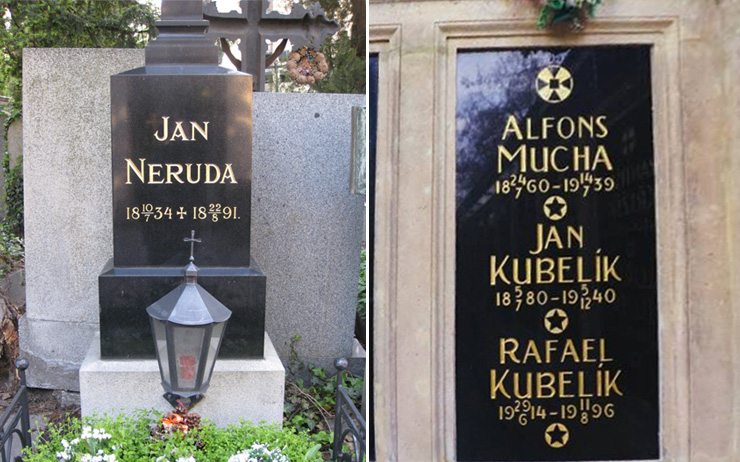 JAN
NERUDA
18 10/7 34 + 18 22/8 91.
ALFONS
MUCHA
18 24/7 60 - 19 14/7 39
JAN
KUBELÍK
18 5/7 80 - 19 5/12 40
RAFAEL
KUBELÍK
19 29/6 14 - 19 11/8 96